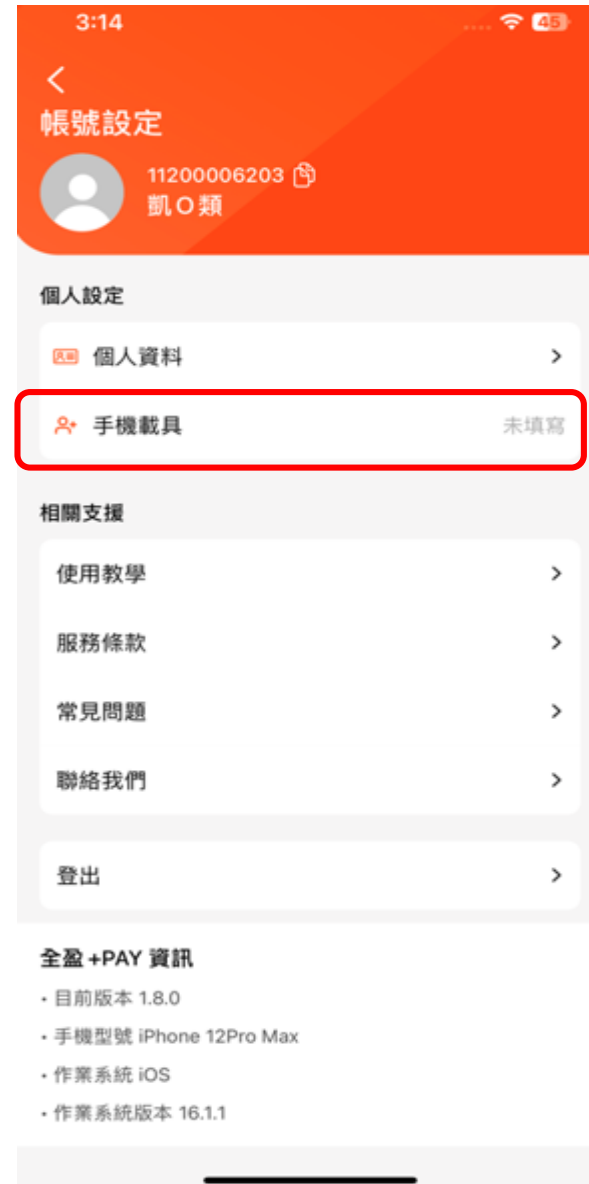 3:14
45
帳號設定
11200006203
凱O類
個人設定
個人資料
手機載具 未填寫
相關支援
使用教學
服務條款
常見問題
聯絡我們
登出
全盈+PAY 資訊
• 目前版本 1.8.0
• 手機型號 iPhone 12Pro Max
• 作業系統 iOS
• 作業系統版本 16.1.1